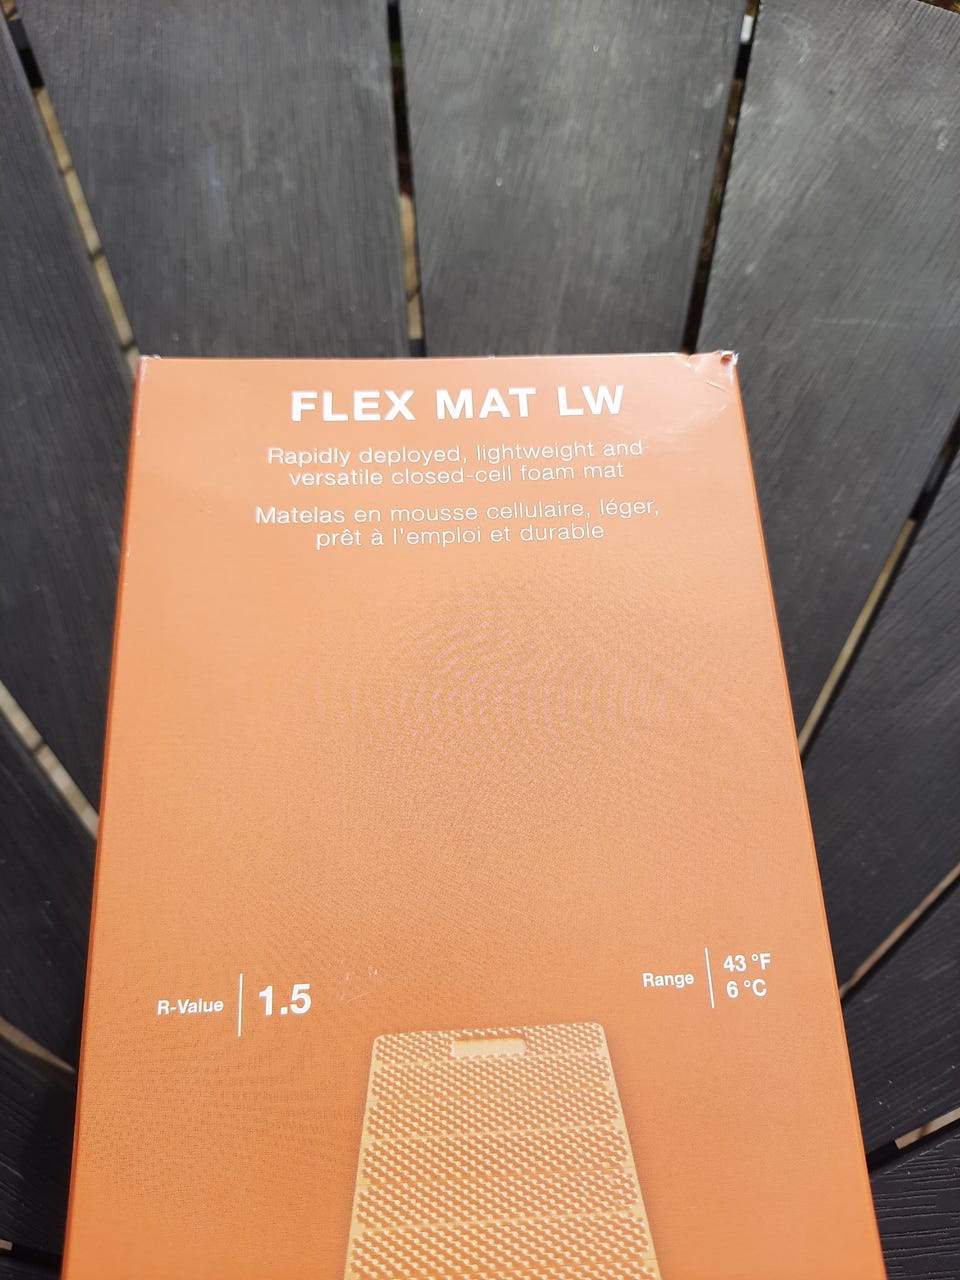 FLEX MAT LW
Rapidly deployed, lightweight and
versatile closed-cell foam mat
Matelas en mousse cellulaire, léger,
prêt à l'emploi et durable
R-Value 1.5
Range 43 °F
6 °C